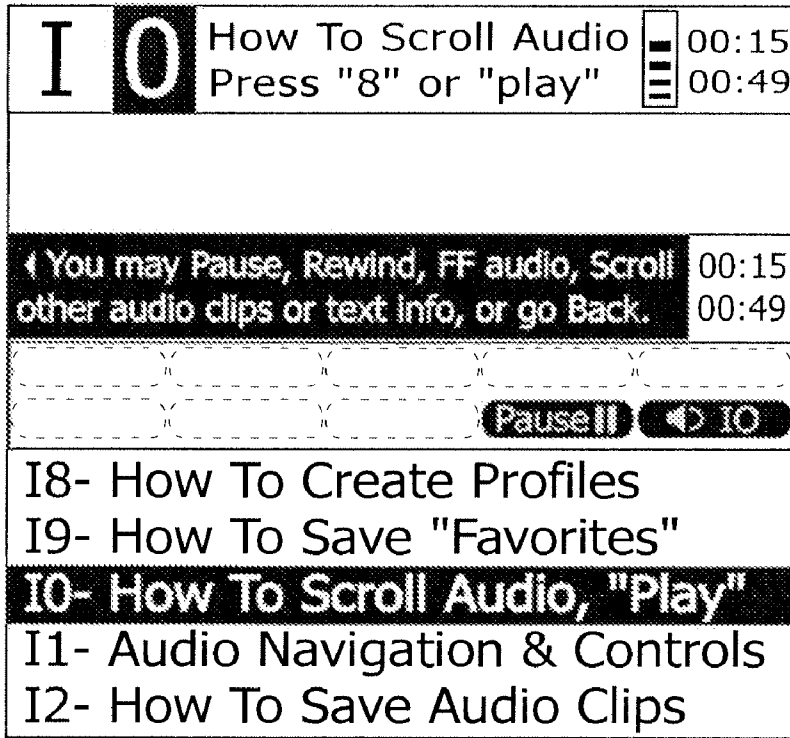 I 0 How To Scroll Audio 00:15
Press "8" or "play" 00:49
You may Pause, Rewind, FF audio, Scroll 00:15
other audio clips or text info, or go Back. 00:49
Pause IO
I8- How To Create Profiles
I9- How To Save "Favorites"
I0- How To Scroll Audio, "Play"
I1- Audio Navigation & Controls
I2- How To Save Audio Clips